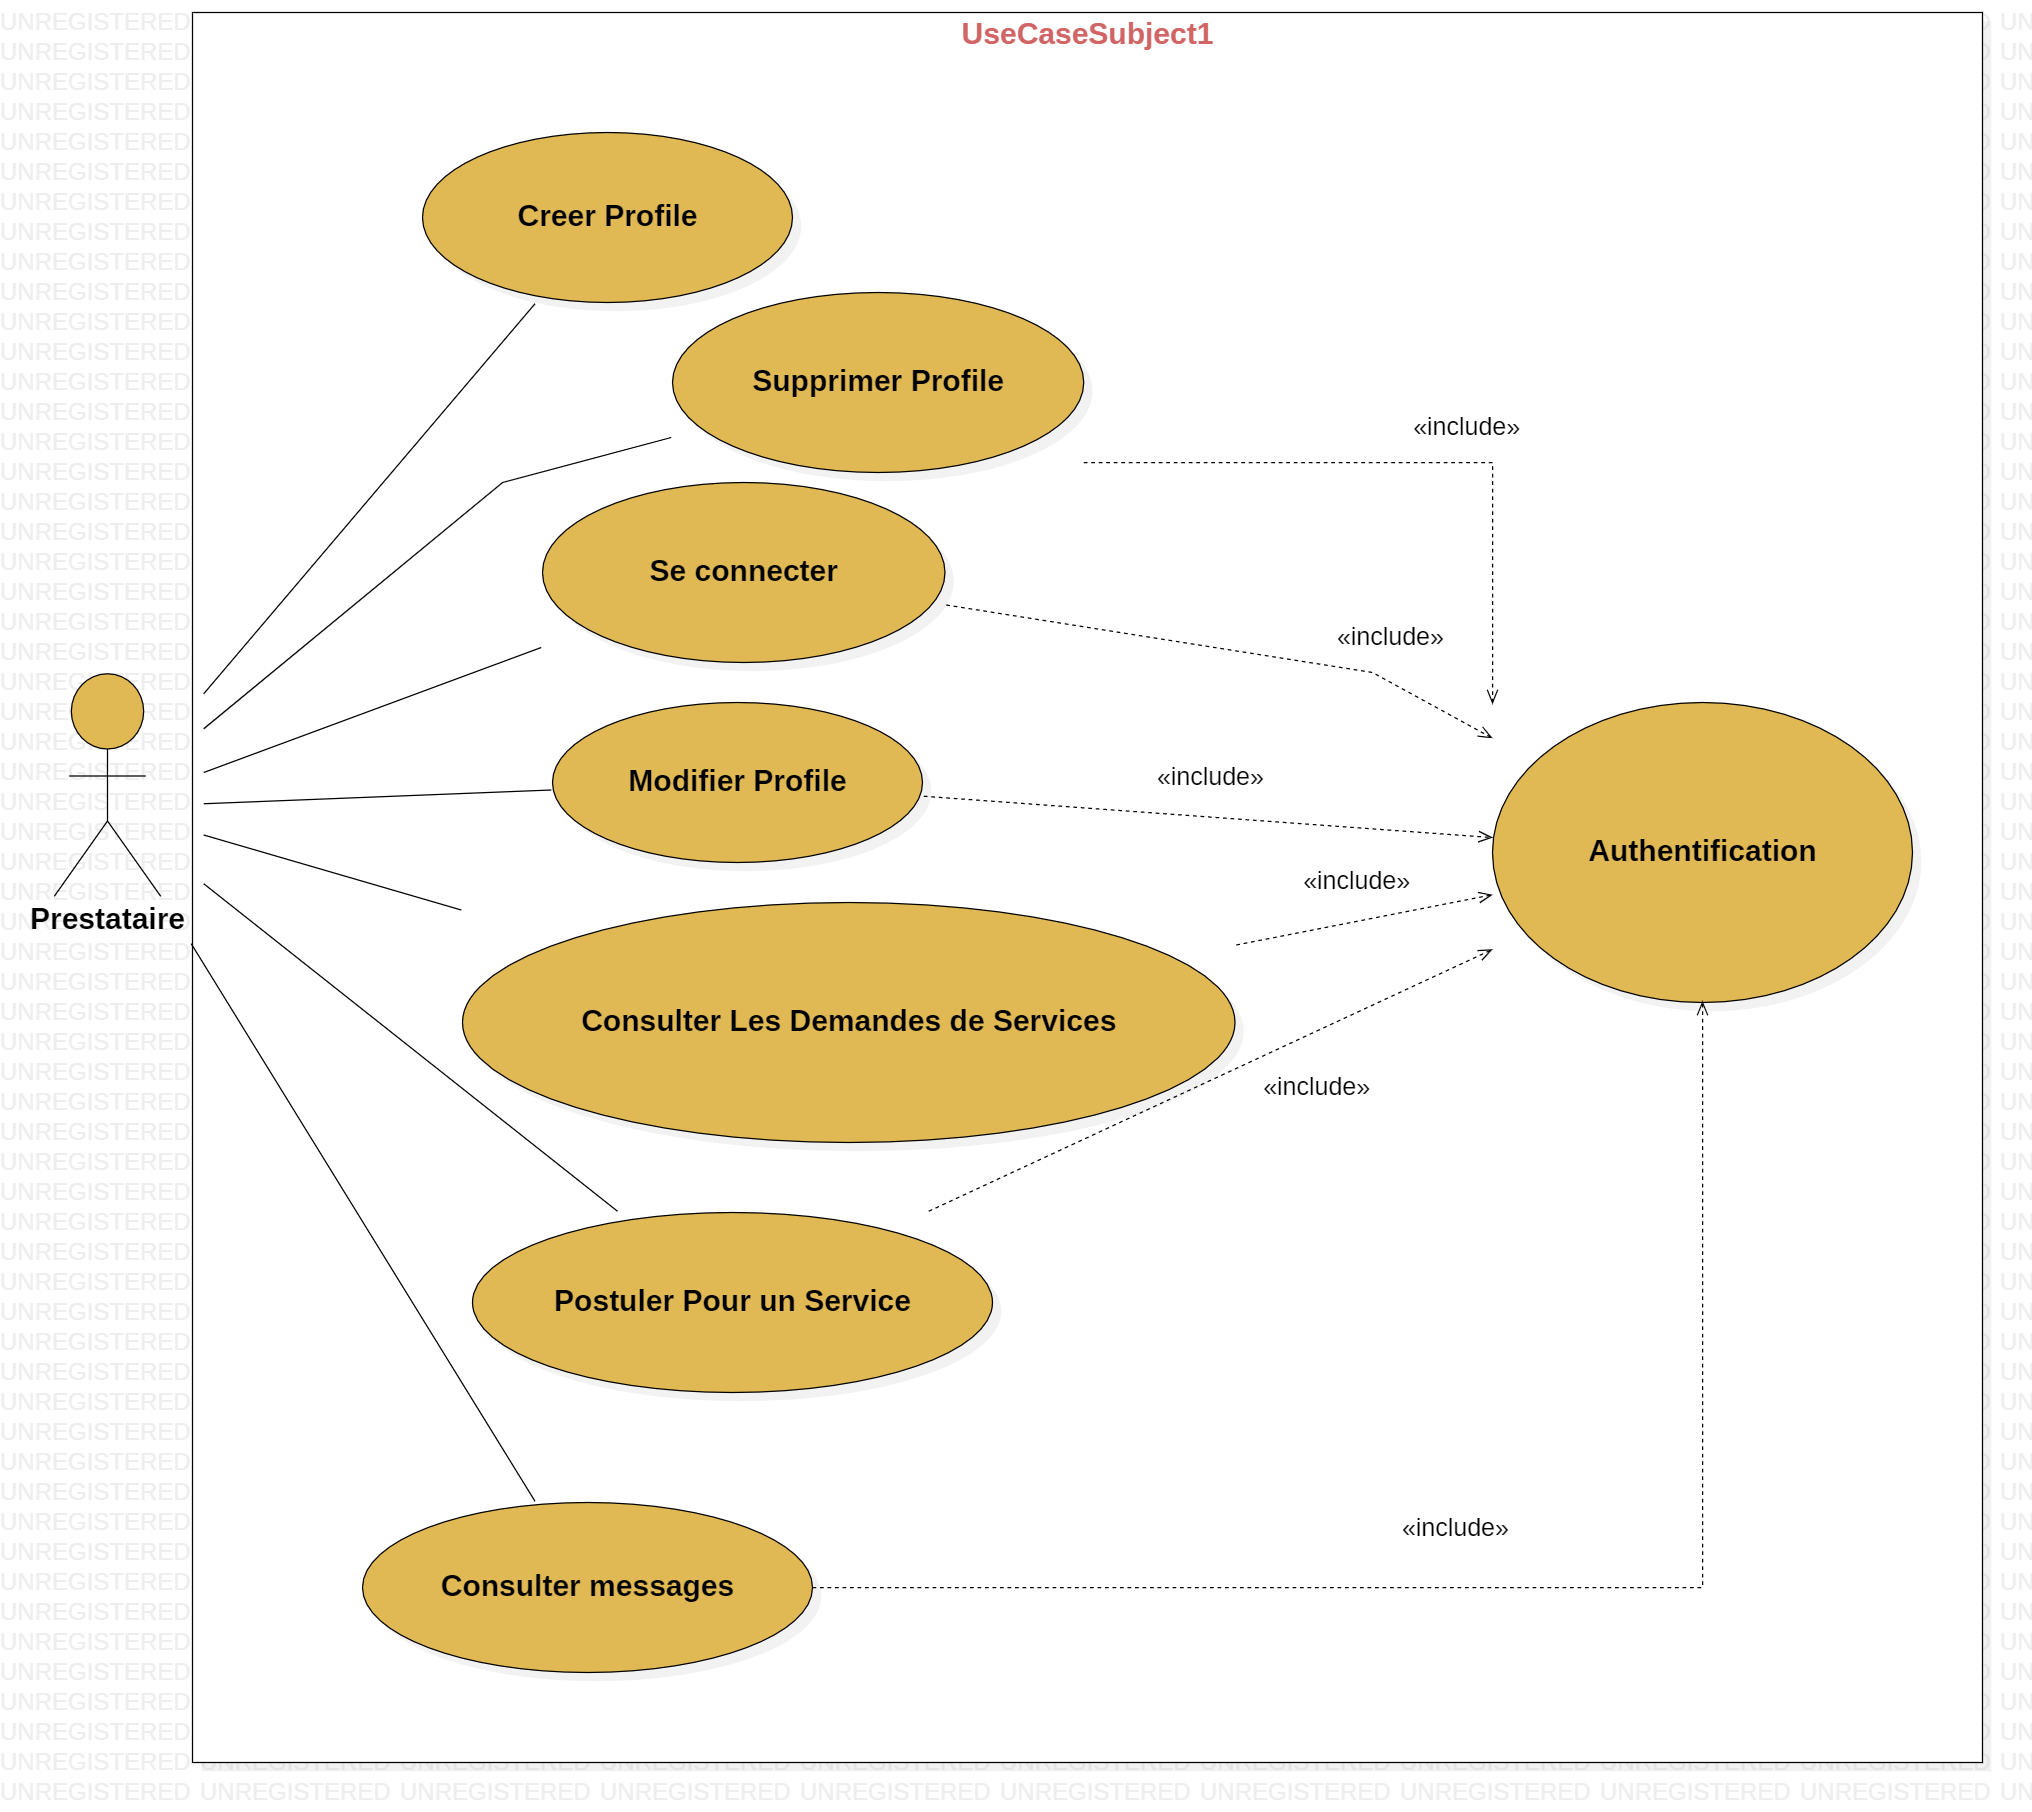 UseCaseSubject1
Creer Profile
Supprimer Profile
«include»
Se connecter
«include»
Modifier Profile
«include»
Authentification
«include»
Prestataire
Consulter Les Demandes de Services
«include»
Postuler Pour un Service
«include»
Consulter messages
UNREGISTERED UNREGISTERED UNREGISTERED UNREGISTERED UNREGISTERED UNREGISTERED UNREGISTERED UNREGISTERED UNREGISTERED UNREGISTERED UN